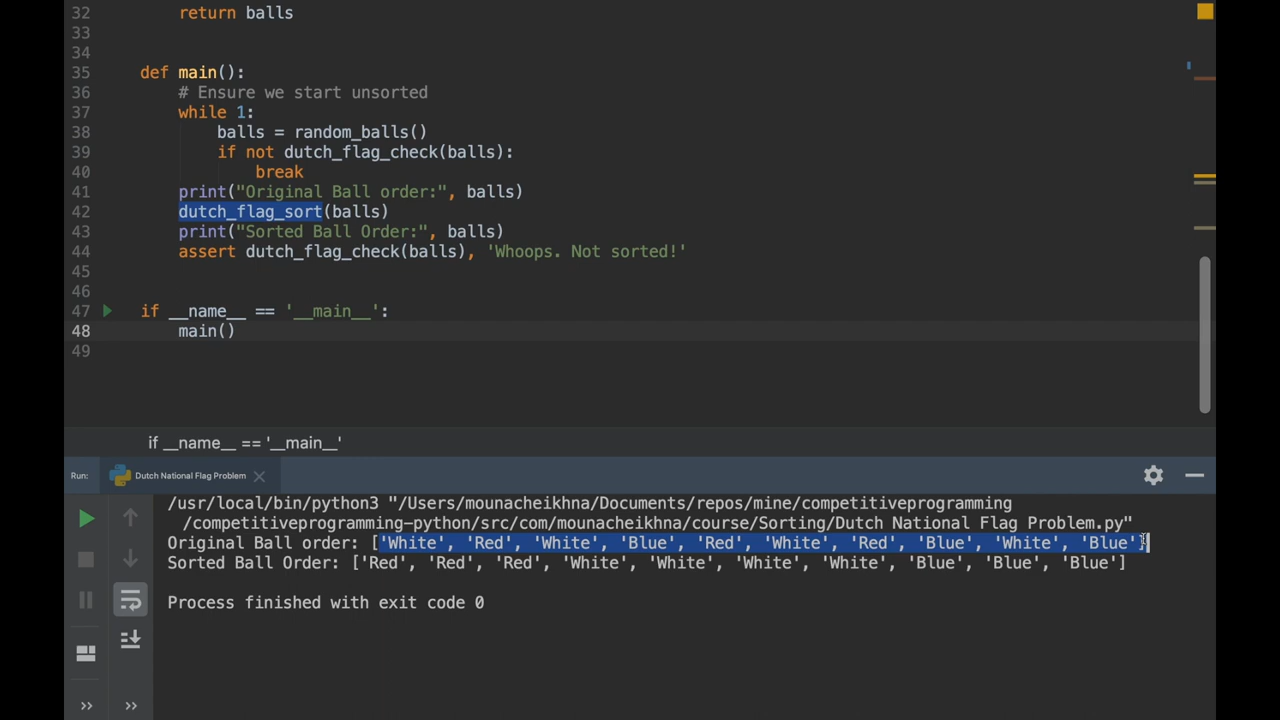 32 return balls
33
34
35 def main():
36 # Ensure we start unsorted
37 while 1:
38 balls = random_balls()
39 if not dutch_flag_check(balls):
40 break
41 print("Original Ball order:", balls)
42 dutch_flag_sort(balls)
43 print("Sorted Ball Order:", balls)
44 assert dutch_flag_check(balls), 'Whoops. Not sorted!'
45
46
47 if __name__ == '__main__':
48 main()
49
if __name__ == '__main__'
Run: Dutch National Flag Problem
/usr/local/bin/python3 "/Users/mounacheikhna/Documents/repos/mine/competitiveprogramming
/competitiveprogramming-python/src/com/mounacheikhna/course/Sorting/Dutch National Flag Problem.py"
Original Ball order: ['White', 'Red', 'White', 'Blue', 'Red', 'White', 'Red', 'Blue', 'White', 'Blue']
Sorted Ball Order: ['Red', 'Red', 'Red', 'White', 'White', 'White', 'White', 'Blue', 'Blue', 'Blue']
Process finished with exit code 0